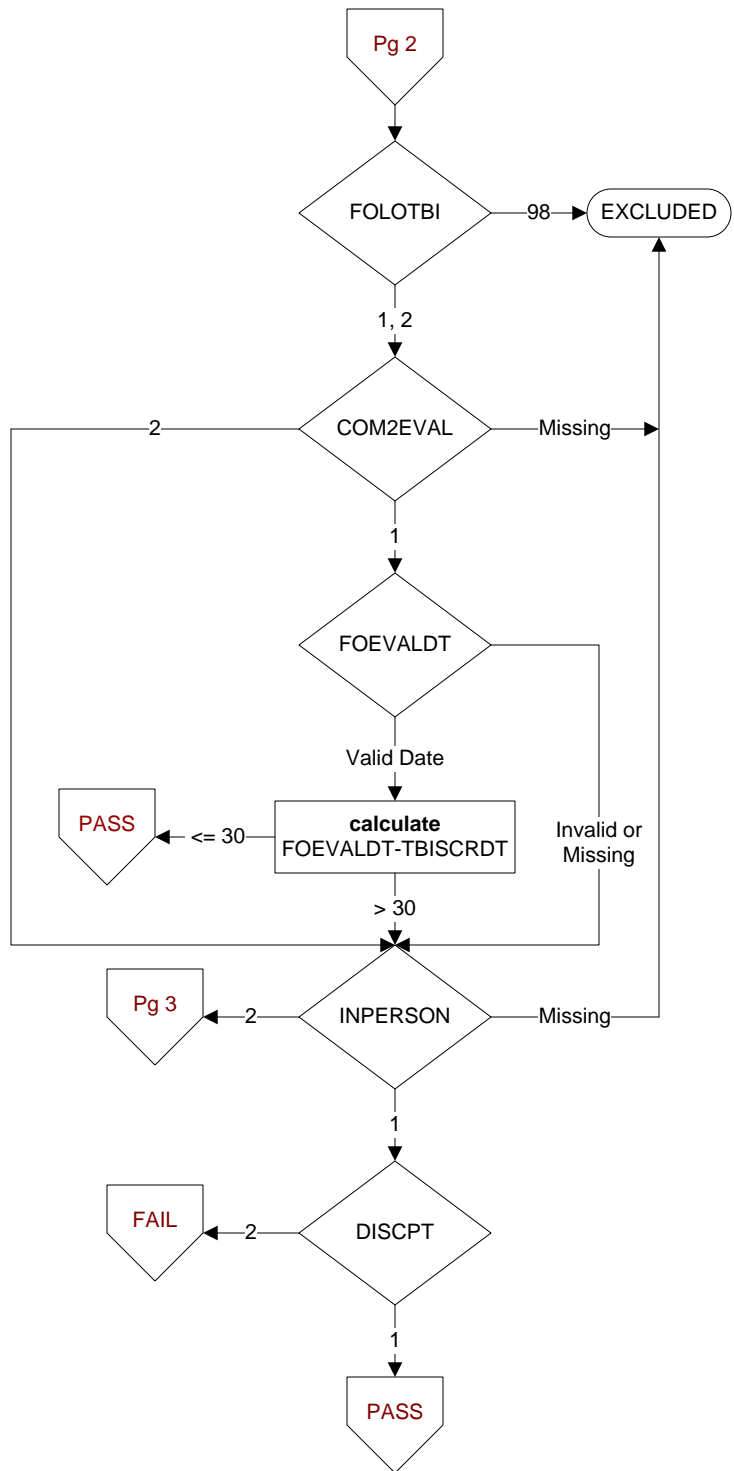 Pg 2
FOLOTBI
98
EXCLUDED
1, 2
2
COM2EVAL
Missing
1
FOEVALDT
Valid Date
Invalid or
Missing
PASS
<= 30
calculate
FOEVALDT-TBISCRDT
> 30
Pg 3
2
INPERSON
Missing
1
FAIL
2
DISCPT
1
PASS